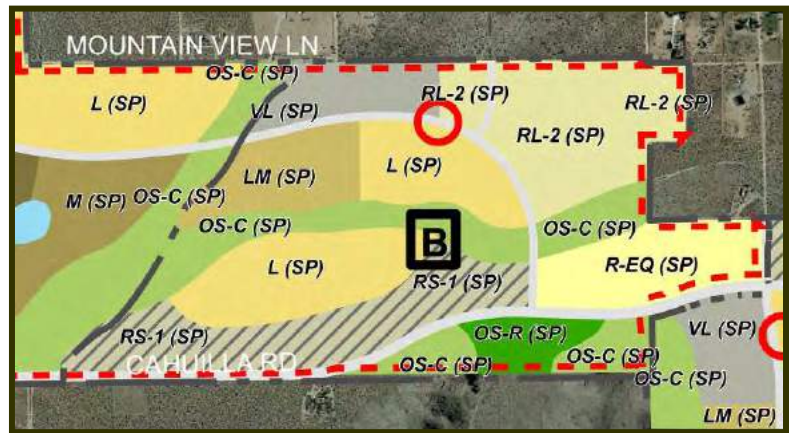 MOUNTAIN VIEW LN
OS-C (SP)
L (SP)
VL (SP)
RL-2 (SP)
RL-2 (SP)
RL-2 (SP)
LM (SP)
L (SP)
M (SP)
OS-C (SP)
OS-C (SP)
OS-C (SP)
B
L (SP)
R-EQ (SP)
RS-1 (SP)
RS-1 (SP)
OS-R (SP)
VL (SP)
CAHUILLA RD
OS-C (SP)
OS-C (SP)
OS-C (SP)
LM (SP)